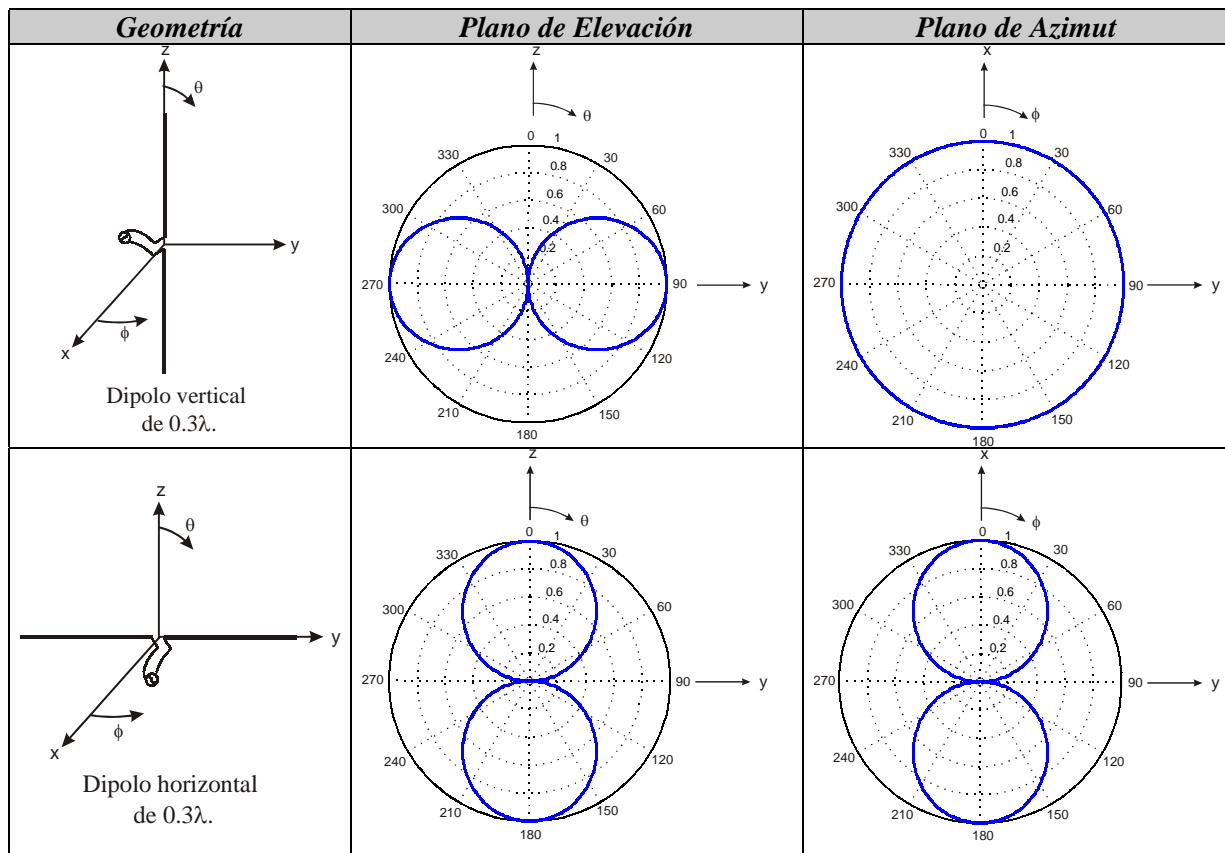 Geometría
Plano de Elevación
Plano de Azimut
z
θ
y
φ
x
Dipolo vertical
de 0.3λ.
z
θ
0 1
330 30
0.8
0.6
300 60
0.4
0.2
270 90 y
240 120
210 150
180
x
φ
0 1
330 30
0.8
0.6
300 60
0.4
0.2
270 90 y
240 120
210 150
180
z
θ
y
φ
x
Dipolo horizontal
de 0.3λ.
z
θ
0 1
330 30
0.8
300 60
0.6
0.4
0.2
270 90 y
240 120
210 150
180
x
φ
0 1
330 30
0.8
300 60
0.6
0.4
0.2
270 90 y
240 120
210 150
180